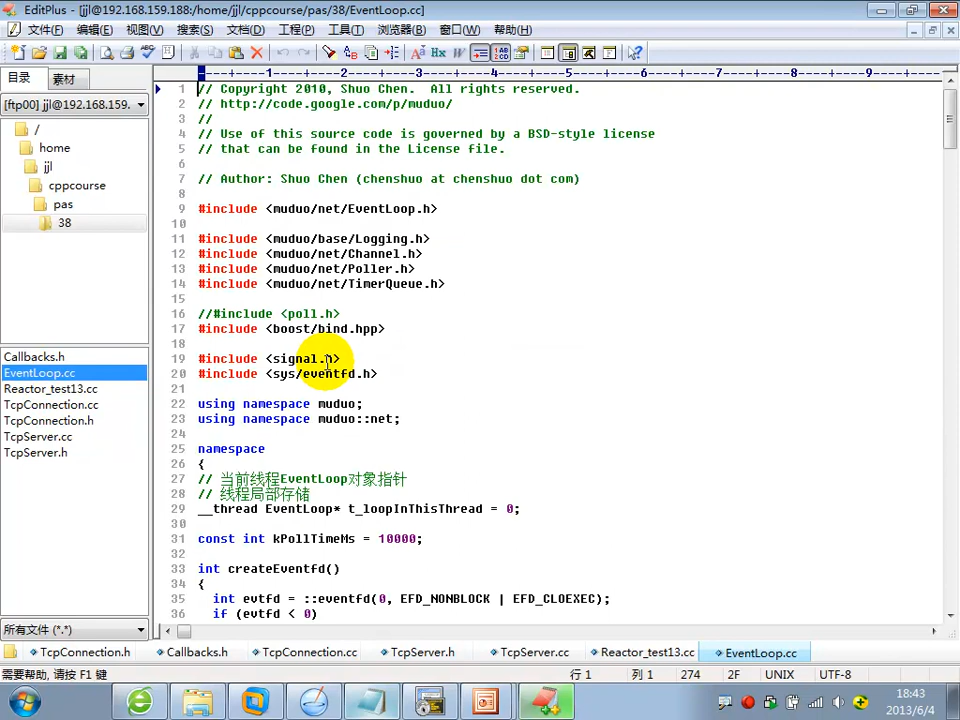 EditPlus - [jjl@192.168.159.188:/home/jjl/cppcourse/pas/38/EventLoop.cc]
文件(F) 编辑(E) 视图(V) 搜索(S) 文档(D) 工程(P) 工具(T) 浏览器(B) 窗口(W) 帮助(H)
目录 素材
[ftp00] jjl@192.168.159.
/
home
jjl
cppcourse
pas
38
Callbacks.h
EventLoop.cc
Reactor_test13.cc
TcpConnection.cc
TcpConnection.h
TcpServer.cc
TcpServer.h
所有文件 (*.*)
----+----1----+----2----+----3----+----4----+----5----+----6----+----7----+----8----+----9----+-
1 // Copyright 2010, Shuo Chen.  All rights reserved.
2 // http://code.google.com/p/muduo/
3 //
4 // Use of this source code is governed by a BSD-style license
5 // that can be found in the License file.
6
7 // Author: Shuo Chen (chenshuo at chenshuo dot com)
8
9 #include <muduo/net/EventLoop.h>
10
11 #include <muduo/base/Logging.h>
12 #include <muduo/net/Channel.h>
13 #include <muduo/net/Poller.h>
14 #include <muduo/net/TimerQueue.h>
15
16 //#include <poll.h>
17 #include <boost/bind.hpp>
18
19 #include <signal.h>
20 #include <sys/eventfd.h>
21
22 using namespace muduo;
23 using namespace muduo::net;
24
25 namespace
26 {
27 // 当前线程EventLoop对象指针
28 // 线程局部存储
29 __thread EventLoop* t_loopInThisThread = 0;
30
31 const int kPollTimeMs = 10000;
32
33 int createEventfd()
34 {
35   int evtfd = ::eventfd(0, EFD_NONBLOCK | EFD_CLOEXEC);
36   if (evtfd < 0)
TcpConnection.h Callbacks.h TcpConnection.cc TcpServer.h TcpServer.cc Reactor_test13.cc EventLoop.cc
需要帮助, 请按 F1 键 行 1 列 1 274 2F UNIX UTF-8
18:43
2013/6/4